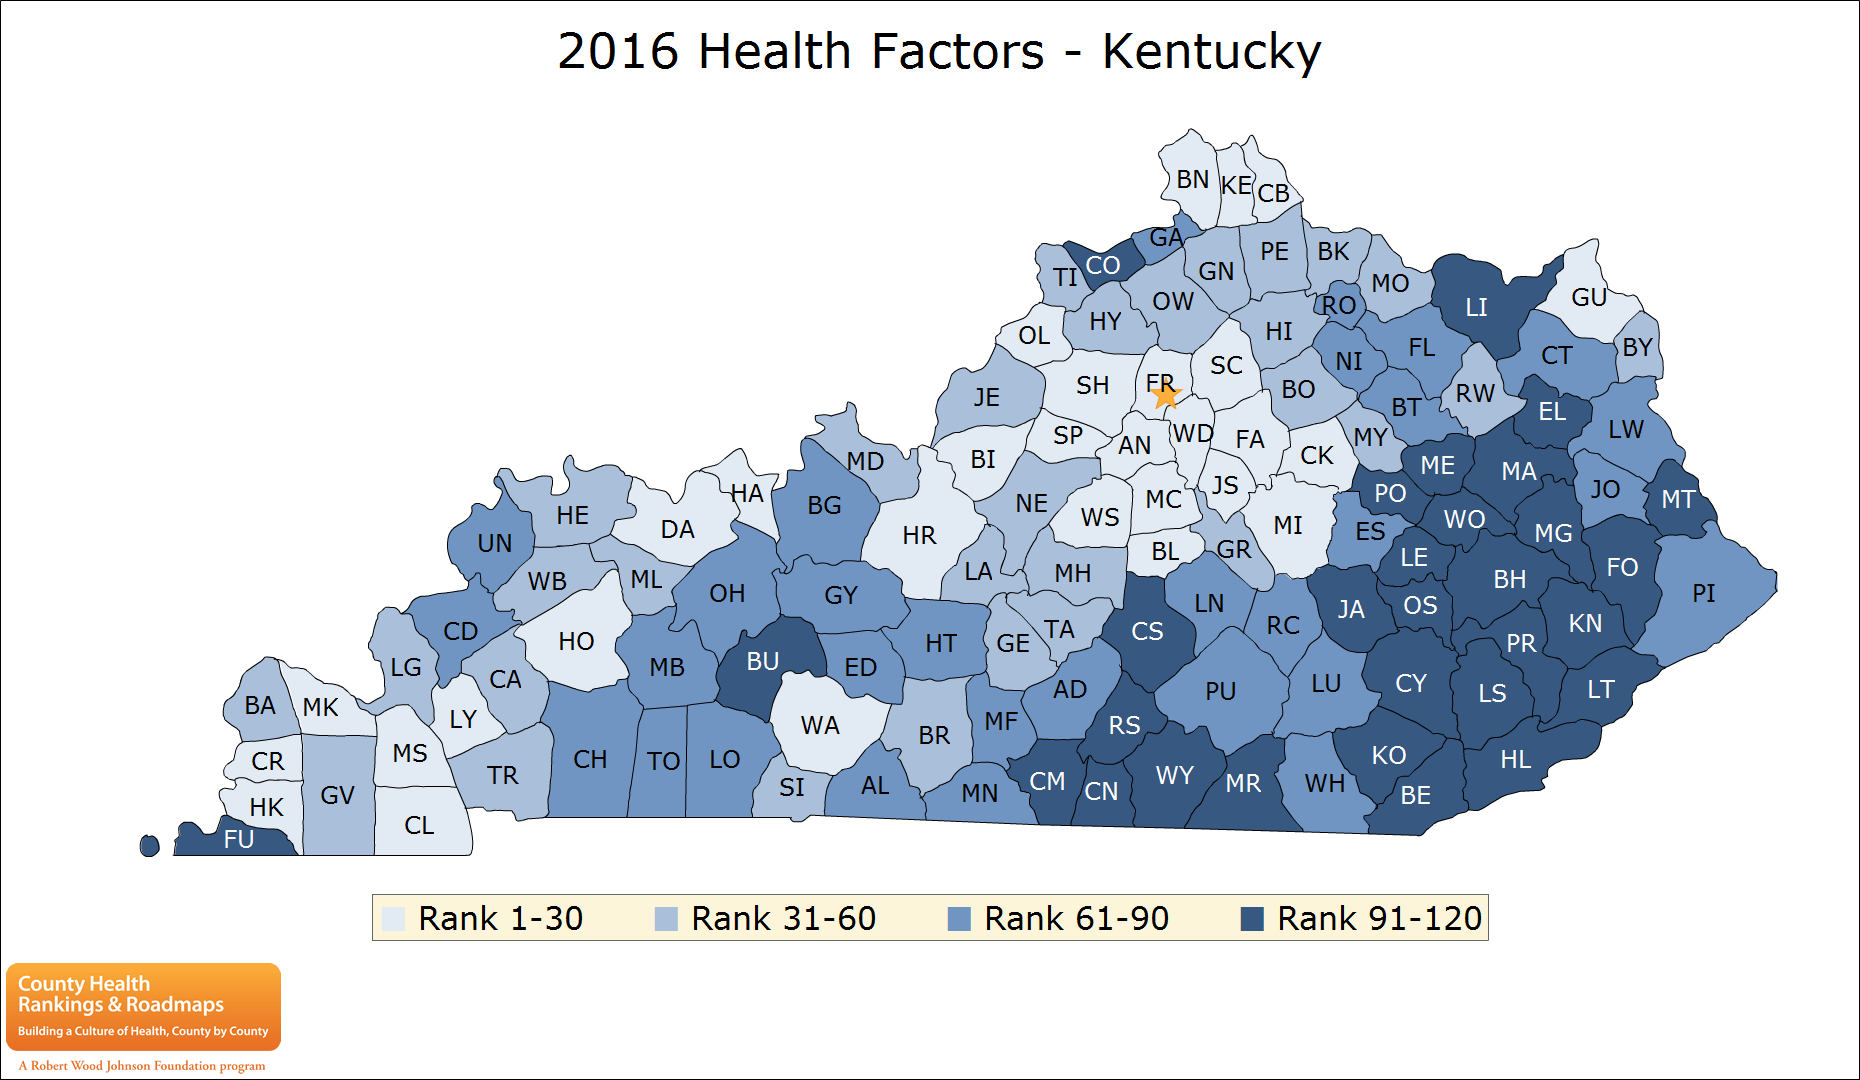 2016 Health Factors - Kentucky
BN KE CB
GA PE BK
CO TI GN MO
OW RO LI GU
OL HY HI
SH FR SC NI FL CT BY
JE BO BT RW EL
SP AN WD FA CK MY LW
MD BI ME MA
HA BG NE WS MC JS PO JO MT
HE DA HR MI WO
UN BL GR ES MG
WB ML LA MH LE BH FO
OH GY LN JA OS PI
CD HO HT GE TA CS RC PR KN
LG CA MB BU ED AD PU LU CY LS LT
BA MK LY WA BR MF RS
CR MS TR CH TO LO SI AL MN CM CN WY MR WH KO HL
HK GV BE
FU CL
Rank 1-30 Rank 31-60 Rank 61-90 Rank 91-120
County Health
Rankings & Roadmaps
Building a Culture of Health, County by County
A Robert Wood Johnson Foundation program